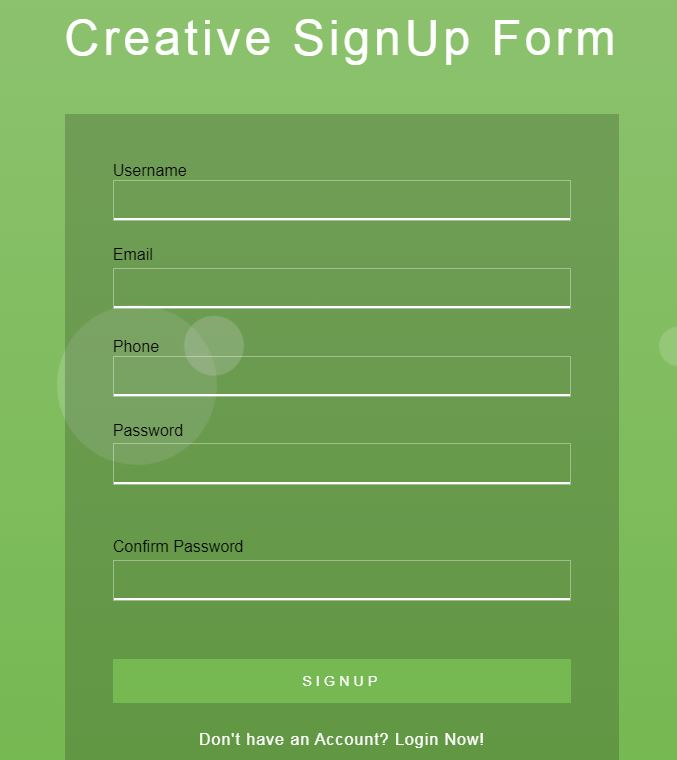 Creative SignUp Form
Username
Email
Phone
Password
Confirm Password
SIGNUP
Don't have an Account? Login Now!